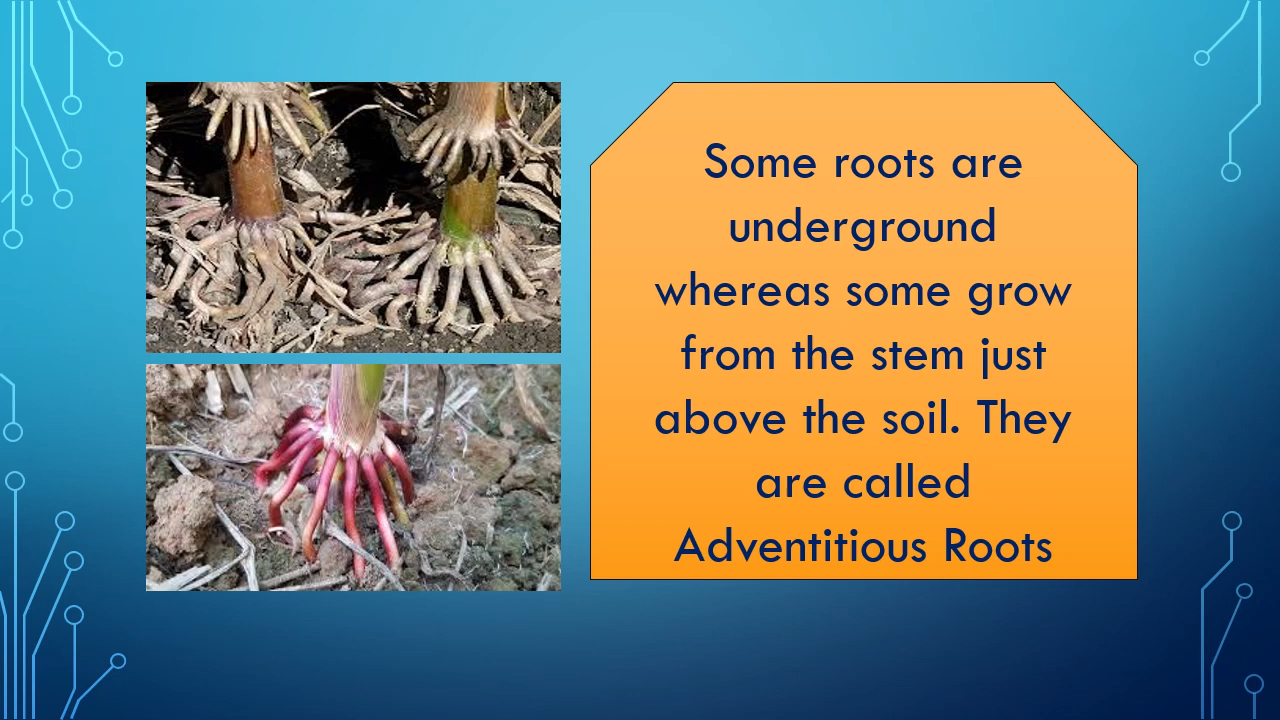 Some roots are
underground
whereas some grow
from the stem just
above the soil. They
are called
Adventitious Roots